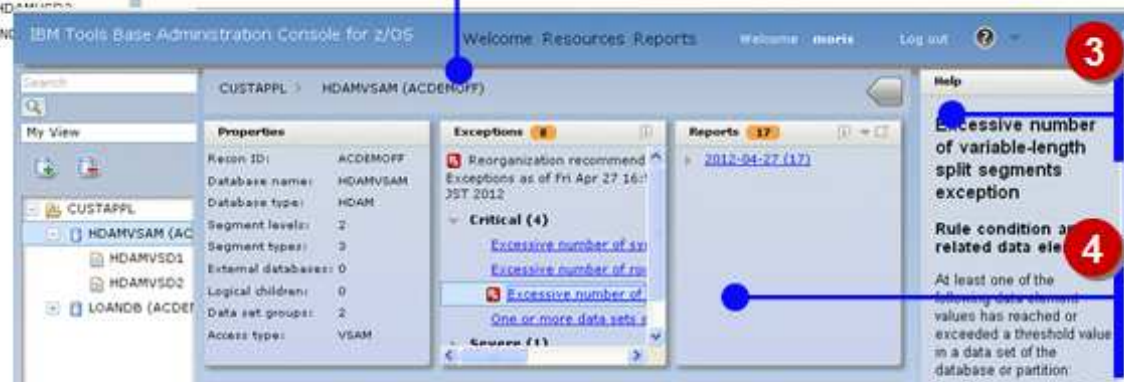 IBM Tools Base Administration Console for z/OS
Welcome Resources Reports
Welcome moris
Log out
?
3
Search
My View
CUSTAPPL
HDAMVSAM (AC
HDAMVSD1
HDAMVSD2
LOANDB (ACDEM
CUSTAPPL > HDAMVSAM (ACDEMOFF)
Properties
Recon ID: ACDEMOFF
Database name: HDAMVSAM
Database type: HDAM
Segment levels: 2
Segment types: 3
External databases: 0
Logical children: 0
Data set groups: 2
Access type: VSAM
Exceptions 8
Reorganization recommend
Exceptions as of Fri Apr 27 16:
JST 2012
Critical (4)
Excessive number of
Excessive number of
Excessive number of
One or more data sets
Severe (1)
Reports 17
2012-04-27 (17)
Help
Excessive number
of variable-length
split segments
exception
Rule condition
related data
4
At least one of the
following data element
values has reached or
exceeded a threshold value
in a data set of the
database or partition